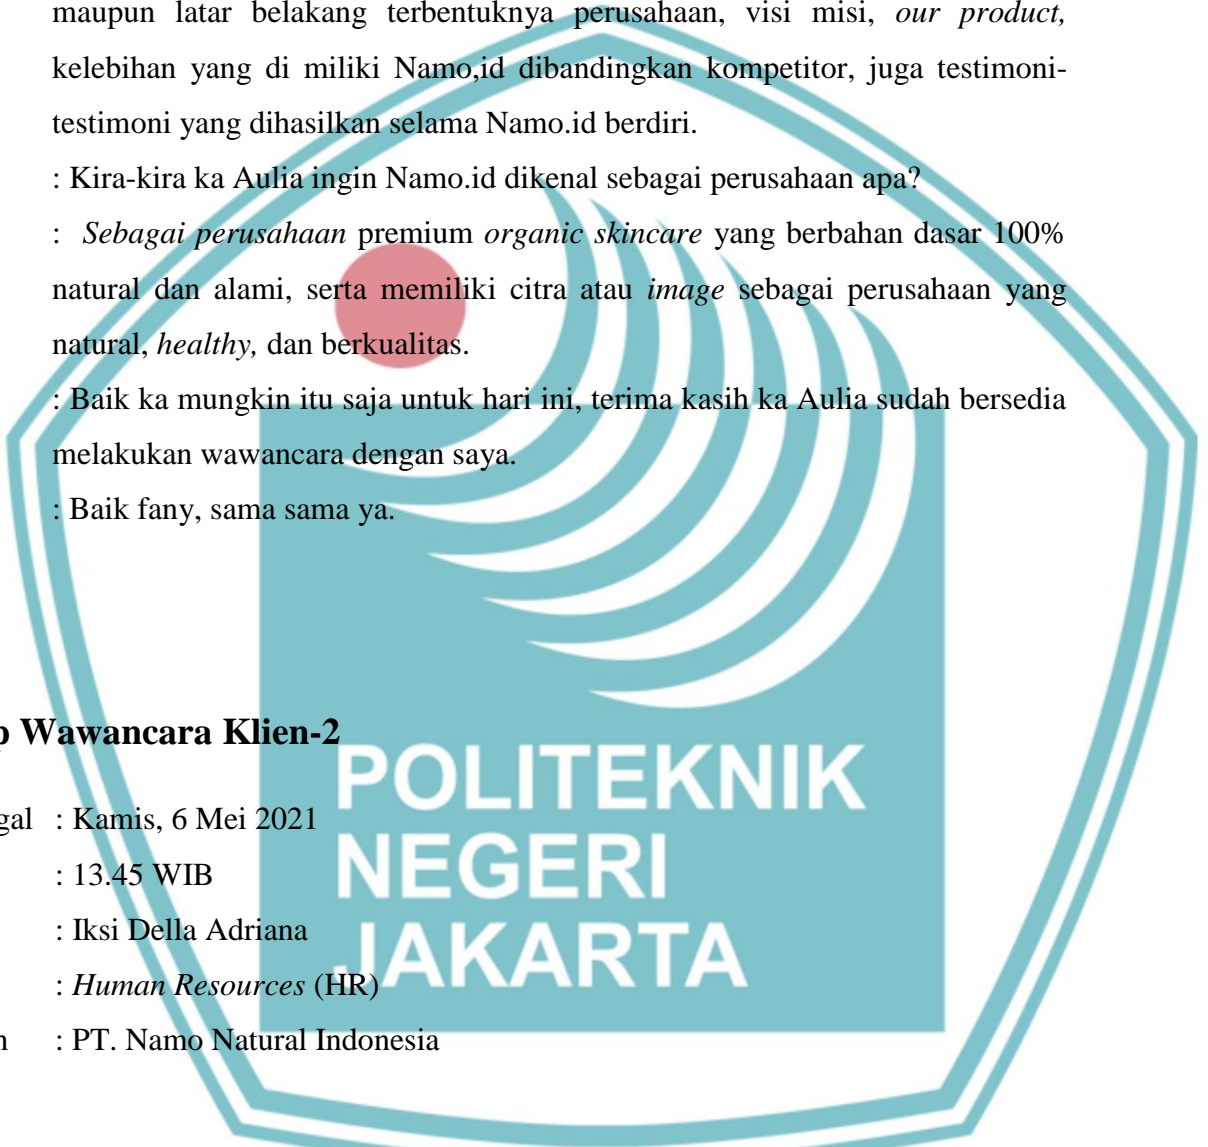 maupun latar belakang terbentuknya perusahaan, visi misi, our product,
kelebihan yang di miliki Namo,id dibandingkan kompetitor, juga testimoni-
testimoni yang dihasilkan selama Namo.id berdiri.
: Kira-kira ka Aulia ingin Namo.id dikenal sebagai perusahaan apa?
: Sebagai perusahaan premium organic skincare yang berbahan dasar 100%
natural dan alami, serta memiliki citra atau image sebagai perusahaan yang
natural, healthy, dan berkualitas.
: Baik ka mungkin itu saja untuk hari ini, terima kasih ka Aulia sudah bersedia
melakukan wawancara dengan saya.
: Baik fany, sama sama ya.
p Wawancara Klien-2
gal : Kamis, 6 Mei 2021
: 13.45 WIB
: Iksi Della Adriana
: Human Resources (HR)
n : PT. Namo Natural Indonesia
POLITEKNIK
NEGERI
JAKARTA